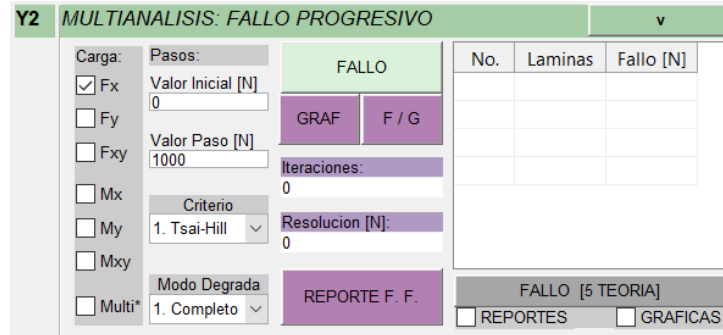 Y2 MULTIANALISIS: FALLO PROGRESIVO v
Carga:
Fx
Fy
Fxy
Mx
My
Mxy
Multi*
Pasos:
Valor Inicial [N]
0
Valor Paso [N]
1000
Criterio
1. Tsai-Hill
Modo Degrada
1. Completo
FALLO
GRAF F / G
Iteraciones:
0
Resolucion [N]:
0
REPORTE F. F.
No. Laminas Fallo [N]
FALLO [5 TEORIA]
REPORTES GRAFICAS